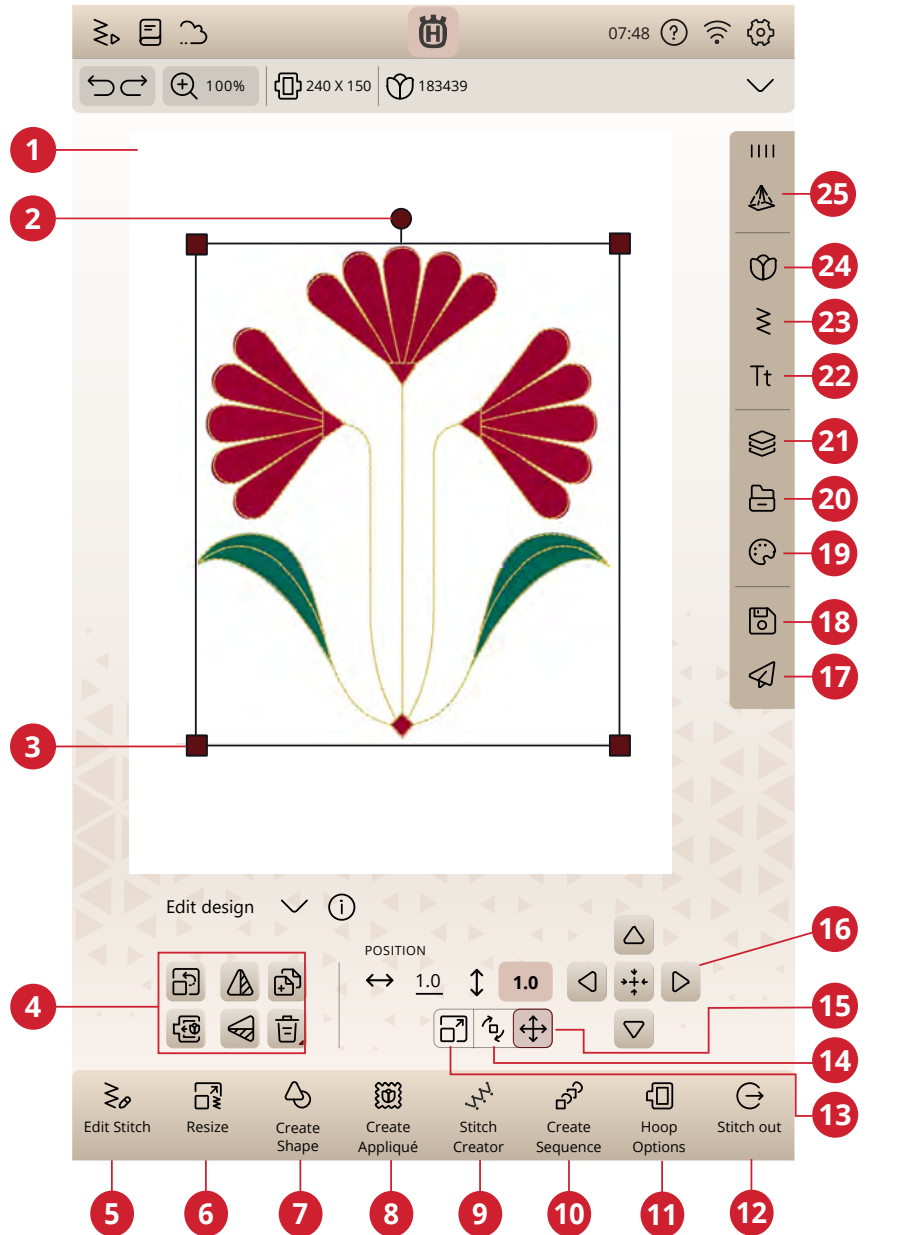 07:48 ?
100% 240 X 150 183439
1
25
2
24
23
Tt 22
21
20
19
18
17
3
Edit design
16
POSITION
1.0 1.0
4
15
14
13
Edit Stitch
Resize
Create
Shape
Create
Appliqué
Stitch
Creator
Create
Sequence
Hoop
Options
Stitch out
5 6 7 8 9 10 11 12